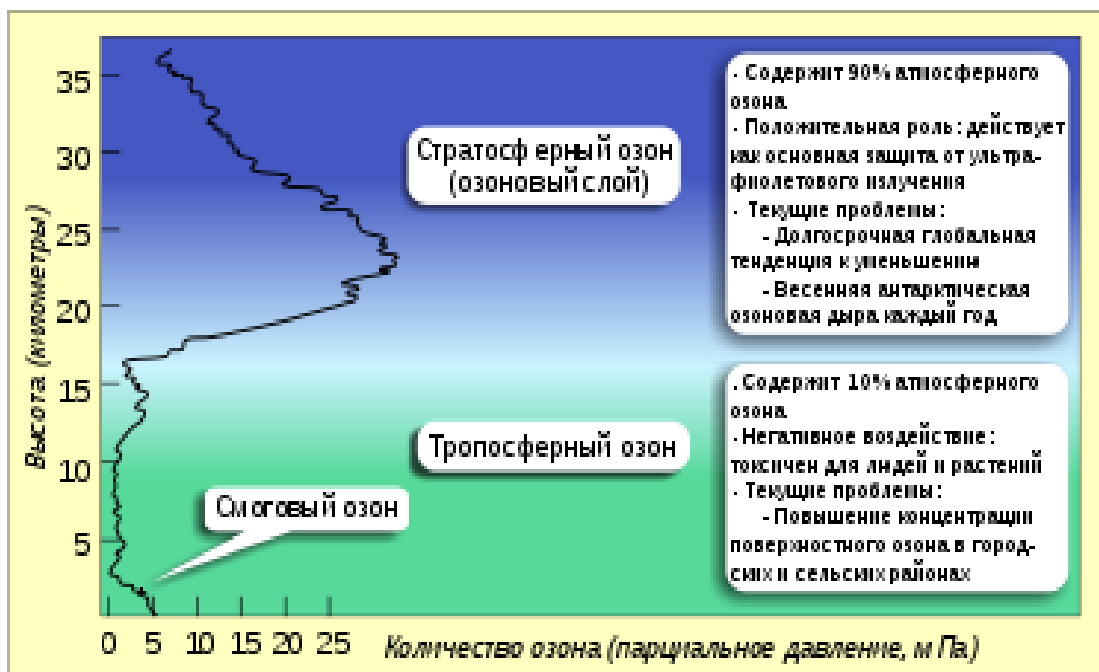 35
30
25
20
15
10
5
Высота (километры)
Стратосферный озон
(озоновый слой)
- Содержит 90% атмосферного
озона
- Положительная роль: действует
как основная защита от ультра-
фиолетового излучения
- Текущие проблемы:
- Долгосрочная глобальная
тенденция к уменьшению
- Весенняя антарктическая
озоновая дыра каждый год
Тропосферный озон
Смоговый озон
. Содержит 10% атмосферного
озона
- Негативное воздействие:
токсичен для людей и растений
- Текущие проблемы:
- Повышение концентрации
поверхностного озона в город-
ских и сельских районах
0 5 10 15 20 25
Количество озона (парциальное давление, мПа)